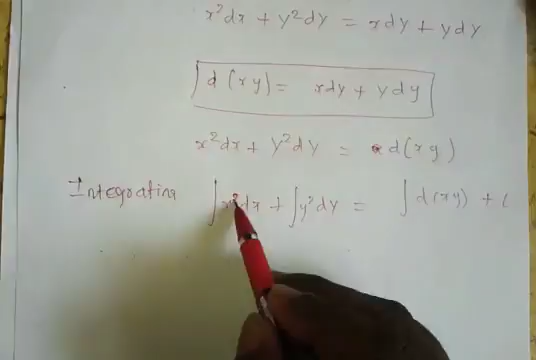 x²dx + y²dy = xdy + ydy
d(xy) = xdy + ydy
x²dx + y²dy = d(xy)
Integrating ∫x²dx + ∫y²dy = ∫d(xy) + C